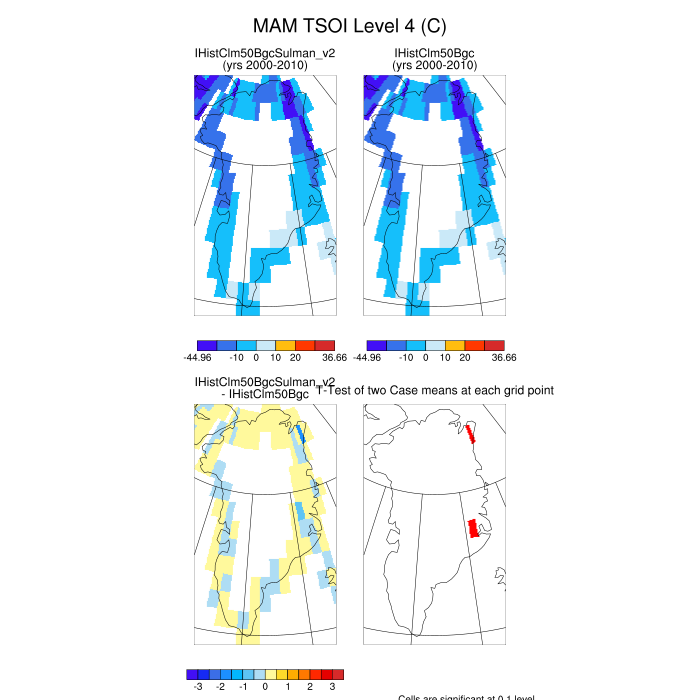 MAM TSOI Level 4 (C)
IHistClm50BgcSulman_v2
(yrs 2000-2010)
IHistClm50Bgc
(yrs 2000-2010)
-44.96 -10 0 10 20 36.66
-44.96 -10 0 10 20 36.66
IHistClm50BgcSulman_v2
- IHistClm50Bgc
T-Test of two Case means at each grid point
-3 -2 -1 0 1 2 3
Cells are significant at 0.1 level